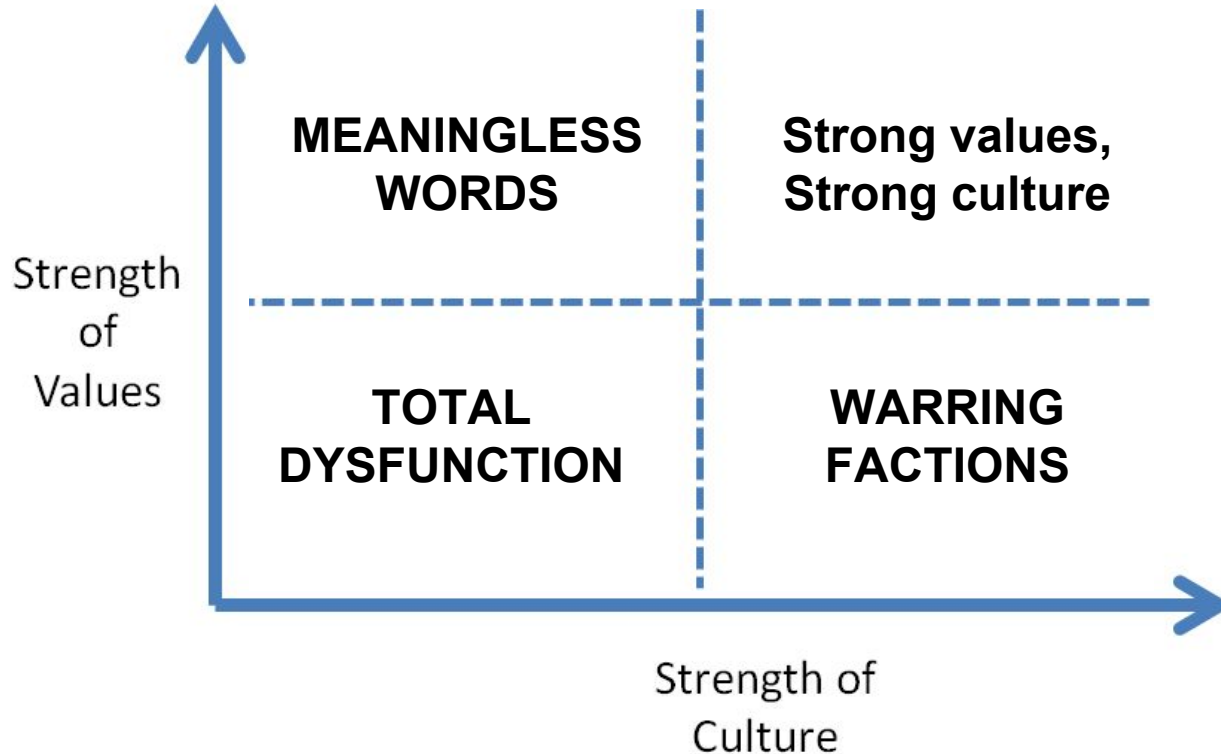 MEANINGLESS
WORDS
Strong values,
Strong culture
Strength
of
Values
TOTAL
DYSFUNCTION
WARRING
FACTIONS
Strength of
Culture